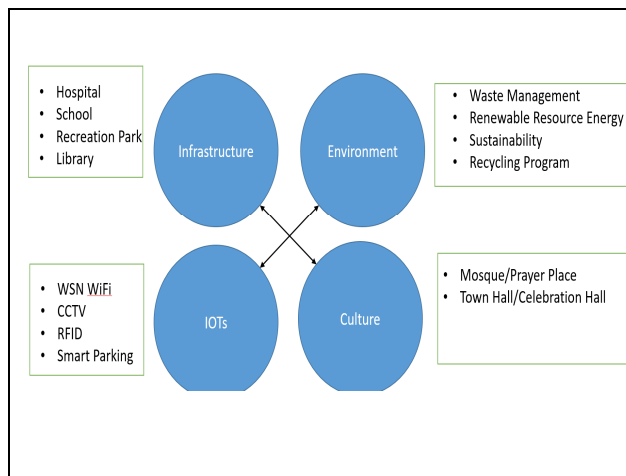 • Hospital
• School
• Recreation Park
• Library
Infrastructure
Environment
• Waste Management
• Renewable Resource Energy
• Sustainability
• Recycling Program
• WSN WiFi
• CCTV
• RFID
• Smart Parking
IOTs
Culture
• Mosque/Prayer Place
• Town Hall/Celebration Hall